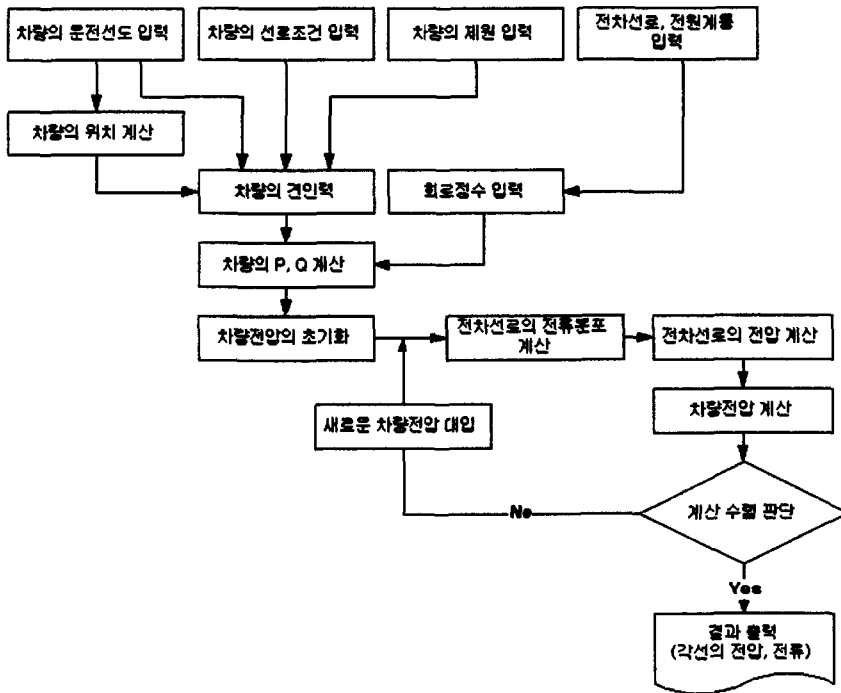 차량의 운전선도 입력
차량의 선로조건 입력
차량의 제원 입력
전차선로, 전원계통
입력
차량의 위치 계산
차량의 견인력
회로정수 입력
차량의 P, Q 계산
차량전압의 초기화
전차선로의 전류분포
계산
전차선로의 전압 계산
새로운 차량전압 대입
차량전압 계산
계산 수렴 판단
No
Yes
결과 출력
(각선의 전압, 전류)